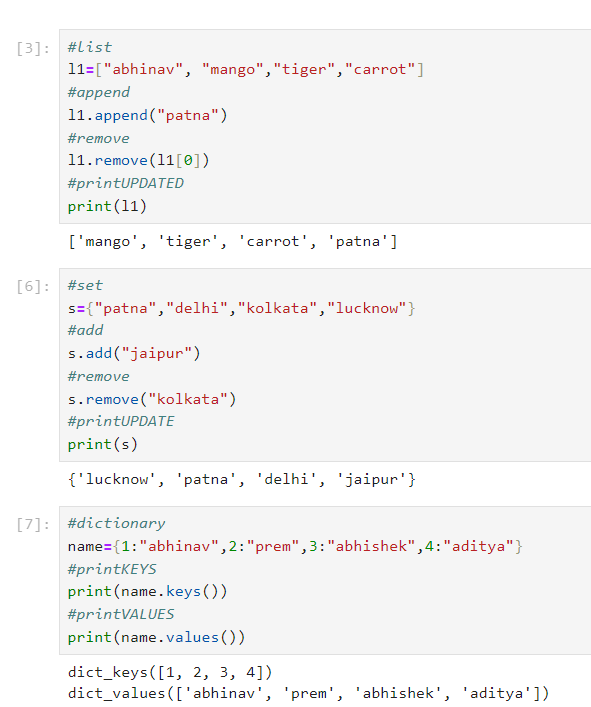 [3]: #list
l1=["abhinav", "mango","tiger","carrot"]
#append
l1.append("patna")
#remove
l1.remove(l1[0])
#printUPDATED
print(l1)
['mango', 'tiger', 'carrot', 'patna']
[6]: #set
s={"patna","delhi","kolkata","lucknow"}
#add
s.add("jaipur")
#remove
s.remove("kolkata")
#printUPDATE
print(s)
{'lucknow', 'patna', 'delhi', 'jaipur'}
[7]: #dictionary
name={1:"abhinav",2:"prem",3:"abhishek",4:"aditya"}
#printKEYS
print(name.keys())
#printVALUES
print(name.values())
dict_keys([1, 2, 3, 4])
dict_values(['abhinav', 'prem', 'abhishek', 'aditya'])